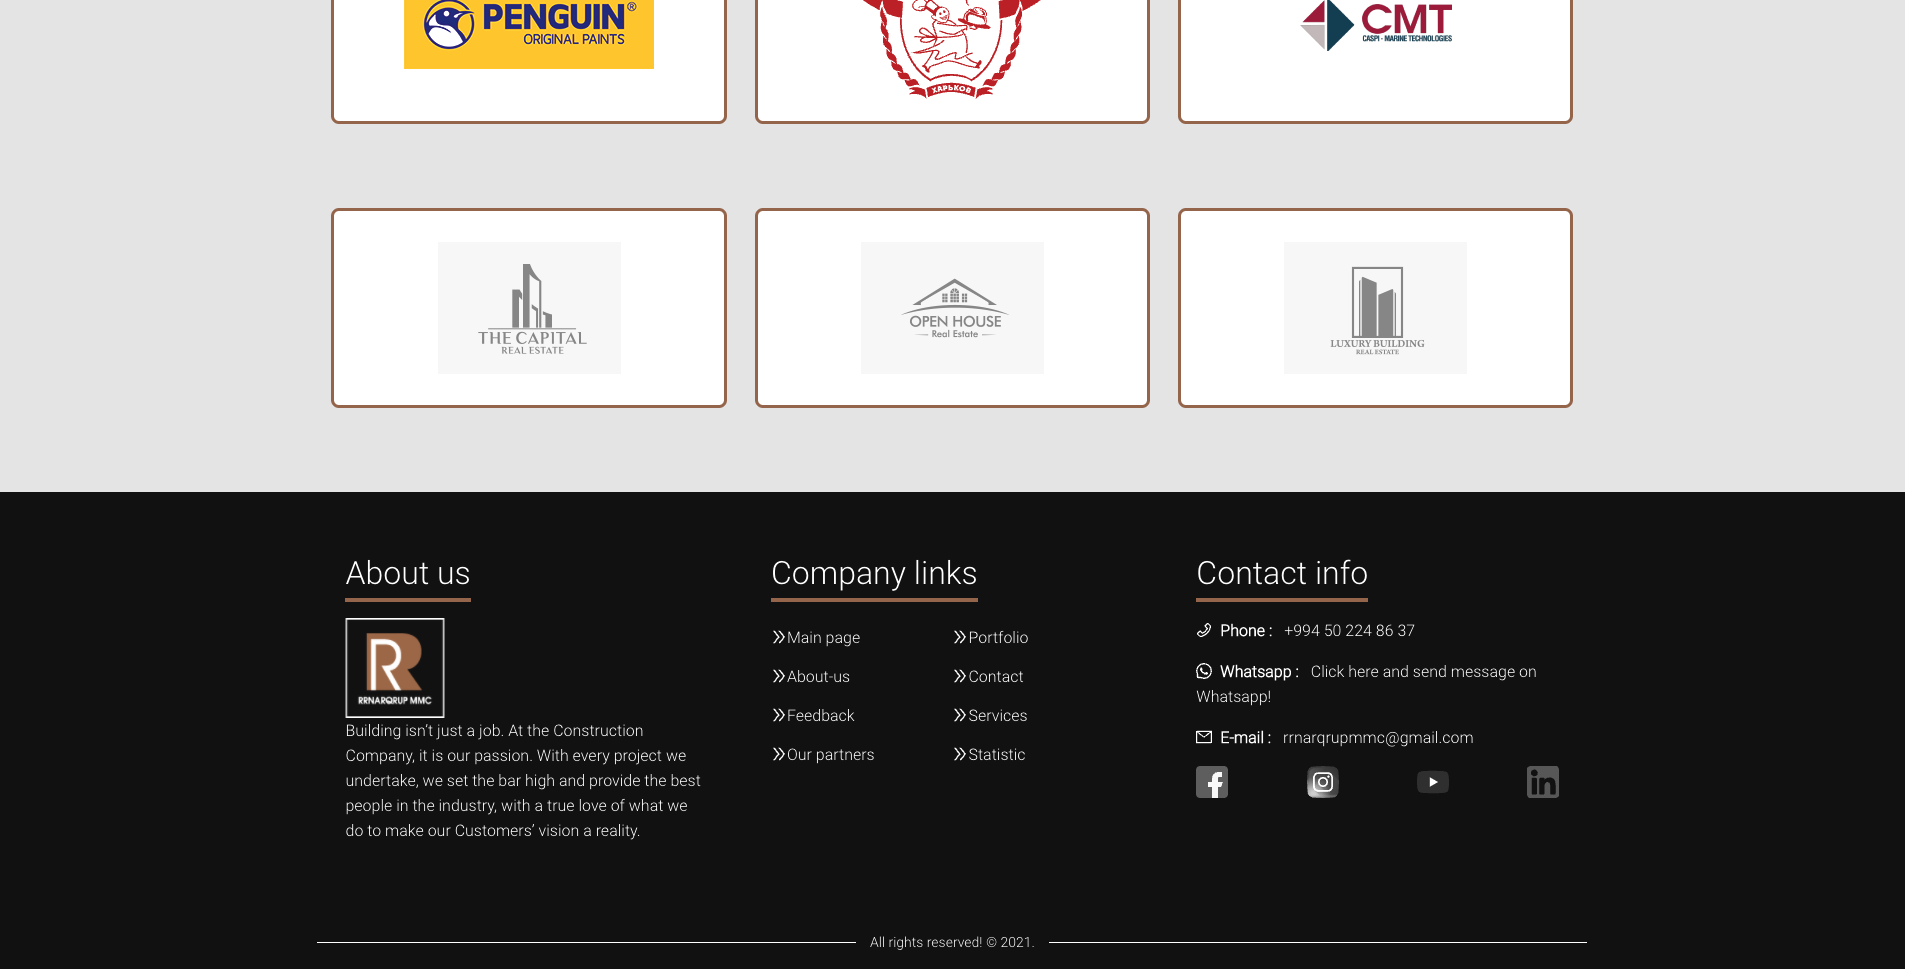 PENGUIN®
ORIGINAL PAINTS
ХАРЬКОВ
CMT
CASPI - MARINE TECHNOLOGIES
THE CAPITAL
REAL ESTATE
OPEN HOUSE
Real Estate
LUXURY BUILDING
REAL ESTATE
About us
RRNARQRUP MMC
Building isn’t just a job. At the Construction
Company, it is our passion. With every project we
undertake, we set the bar high and provide the best
people in the industry, with a true love of what we
do to make our Customers’ vision a reality.
Company links
Main page
About-us
Feedback
Our partners
Portfolio
Contact
Services
Statistic
Contact info
Phone : +994 50 224 86 37
Whatsapp : Click here and send message on
Whatsapp!
E-mail : rrnarqrupmmc@gmail.com
All rights reserved! © 2021.